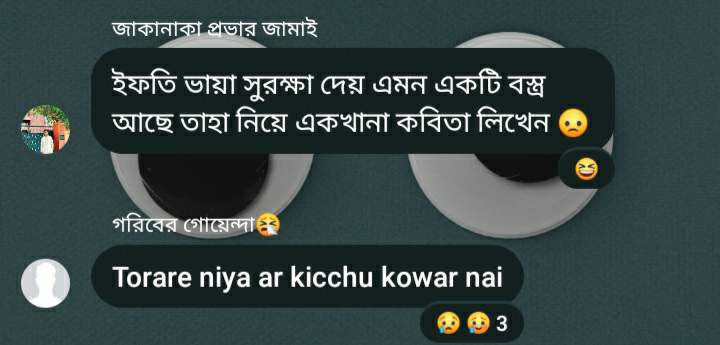 জাকানাকা প্রভার জামাই
ইফতি ভায়া সুরক্ষা দেয় এমন একটি বস্ত্র
আছে তাহা নিয়ে একখানা কবিতা লিখেন 🙁
😆
গরিবের গোয়েন্দা🤧
Torare niya ar kicchu kowar nai
😢 🥲 3